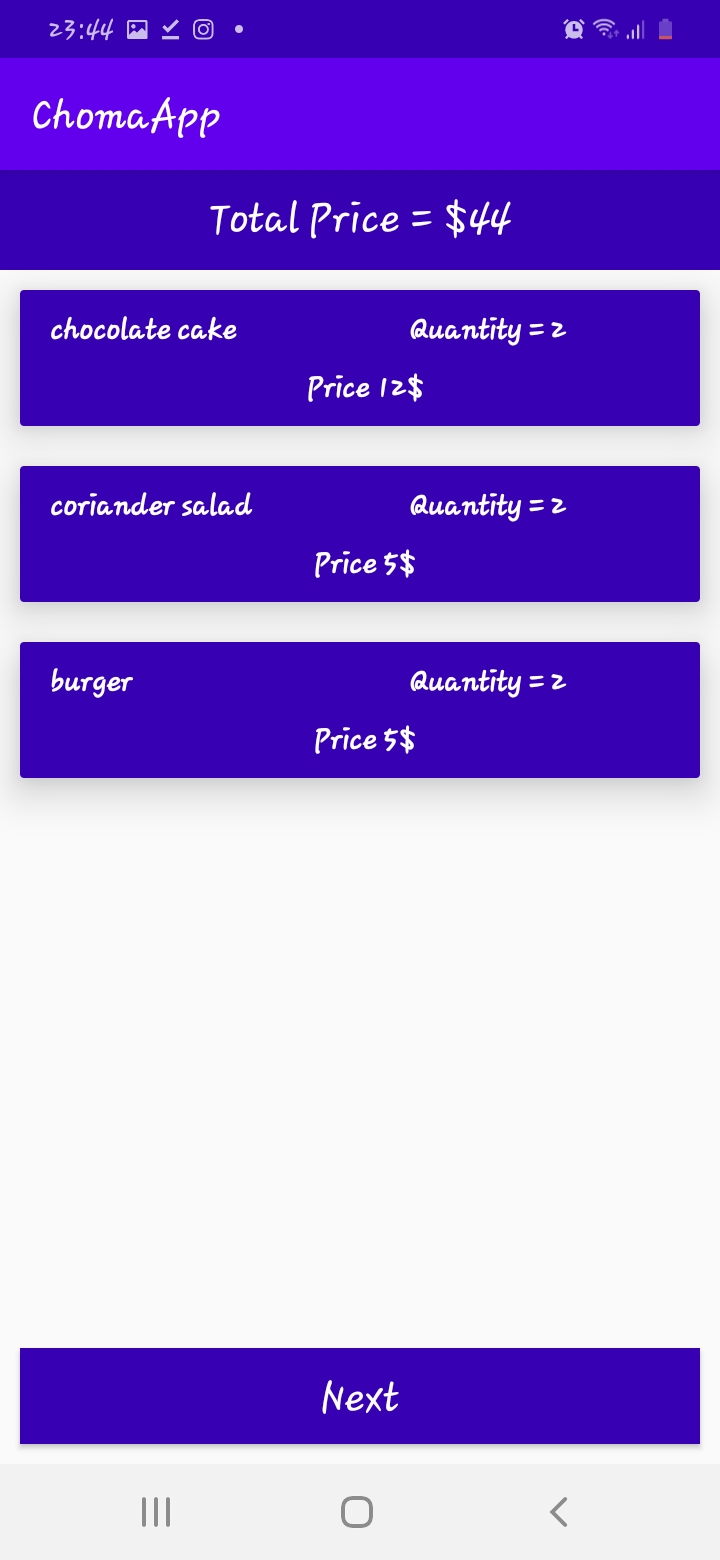 23:44
ChomaApp
Total Price = $44
chocolate cake Quantity = 2
Price 12$
coriander salad Quantity = 2
Price 5$
burger Quantity = 2
Price 5$
Next